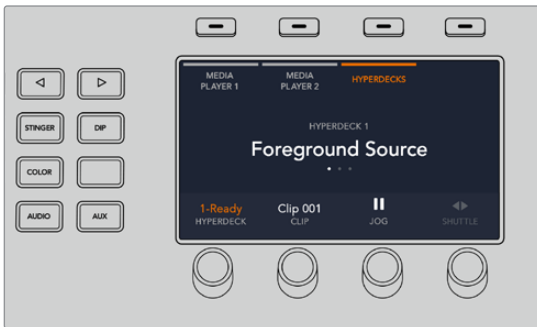 MEDIA
PLAYER 1
MEDIA
PLAYER 2
HYPERDECKS
STINGER
DIP
HYPERDECK 1
Foreground Source
COLOR
1-Ready
HYPERDECK
Clip 001
CLIP
JOG
SHUTTLE
AUDIO
AUX